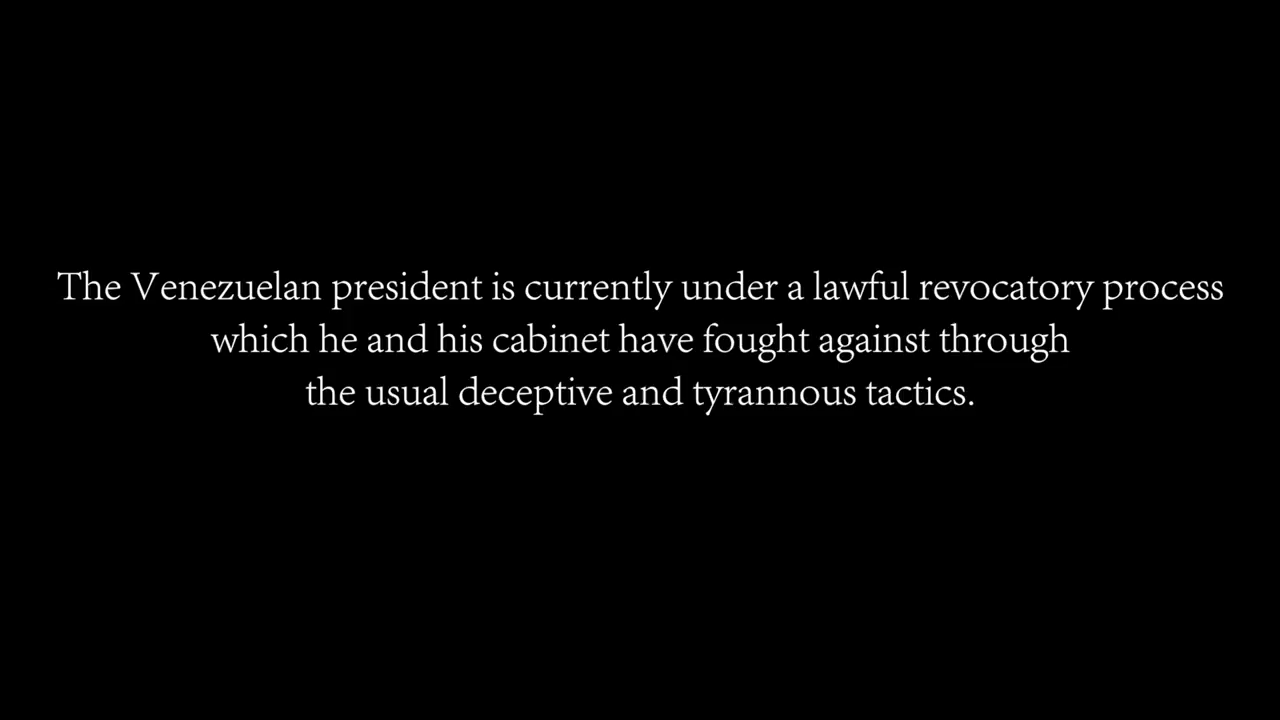 The Venezuelan president is currently under a lawful revocatory process
which he and his cabinet have fought against through
the usual deceptive and tyrannous tactics.